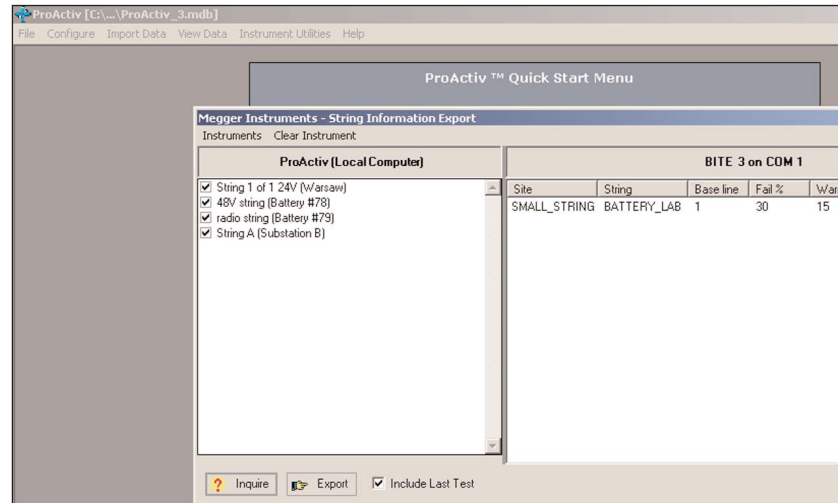 ProActiv [C:\...\ProActiv_3.mdb]
File Configure Import Data View Data Instrument Utilities Help
ProActiv ™ Quick Start Menu
Megger Instruments - String Information Export
Instruments Clear Instrument
ProActiv (Local Computer)
BITE 3 on COM 1
String 1 of 1 24V (Warsaw)
48V string (Battery #78)
radio string (Battery #79)
String A (Substation B)
Site String Base line Fail %
SMALL_STRING BATTERY_LAB 1 30 15
Inquire Export Include Last Test